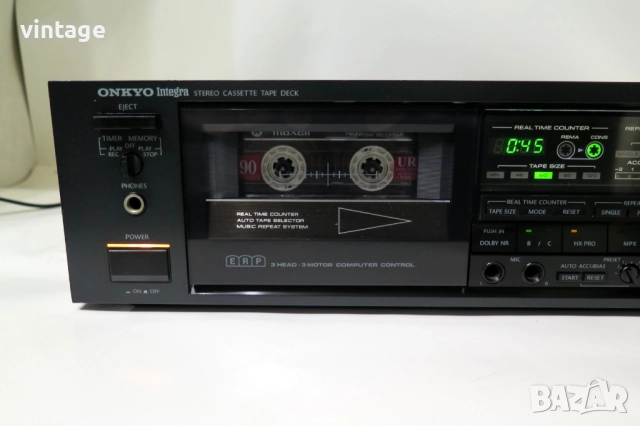 vintage
ONKYO Integra STEREO CASSETTE TAPE DECK
EJECT
TIMER MEMORY
OFF
PLAY PLAY
REC STOP
PHONES
POWER
ON OFF
maxell
90
UR
REAL TIME COUNTER
AUTO TAPE SELECTOR
MUSIC REPEAT SYSTEM
ERP 3 HEAD / 3 MOTOR COMPUTER CONTROL
REAL TIME COUNTER
REMA CONS
0:45
TAPE SIZE
REAL TIME COUNTER
TAPE SIZE MODE RESET SINGLE
PUSH IN
DOLBY NR B / C HX PRO MPX
MIC
L R
AUTO ACCUBIAS
START RESET
PRESET
BAZAR